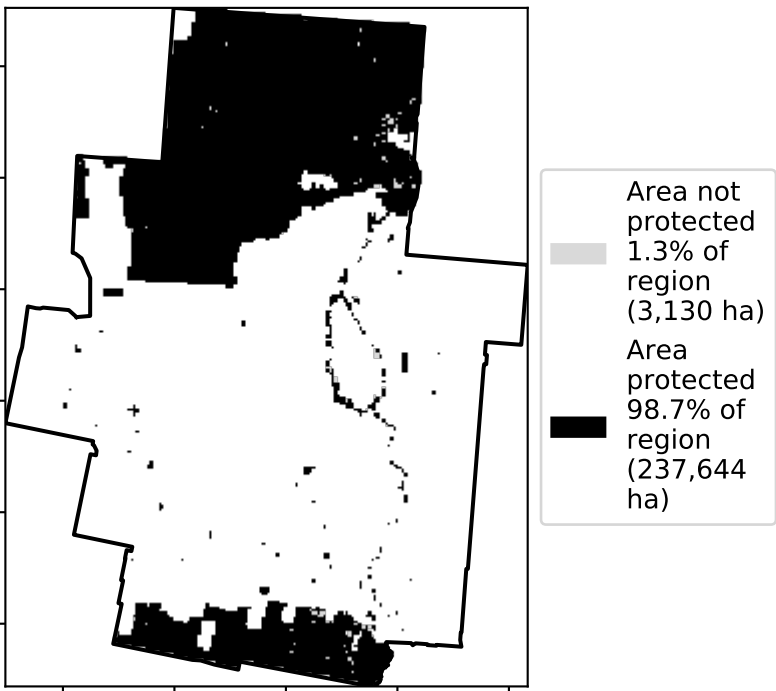 Area not
protected
1.3% of
region
(3,130 ha)
Area
protected
98.7% of
region
(237,644
ha)